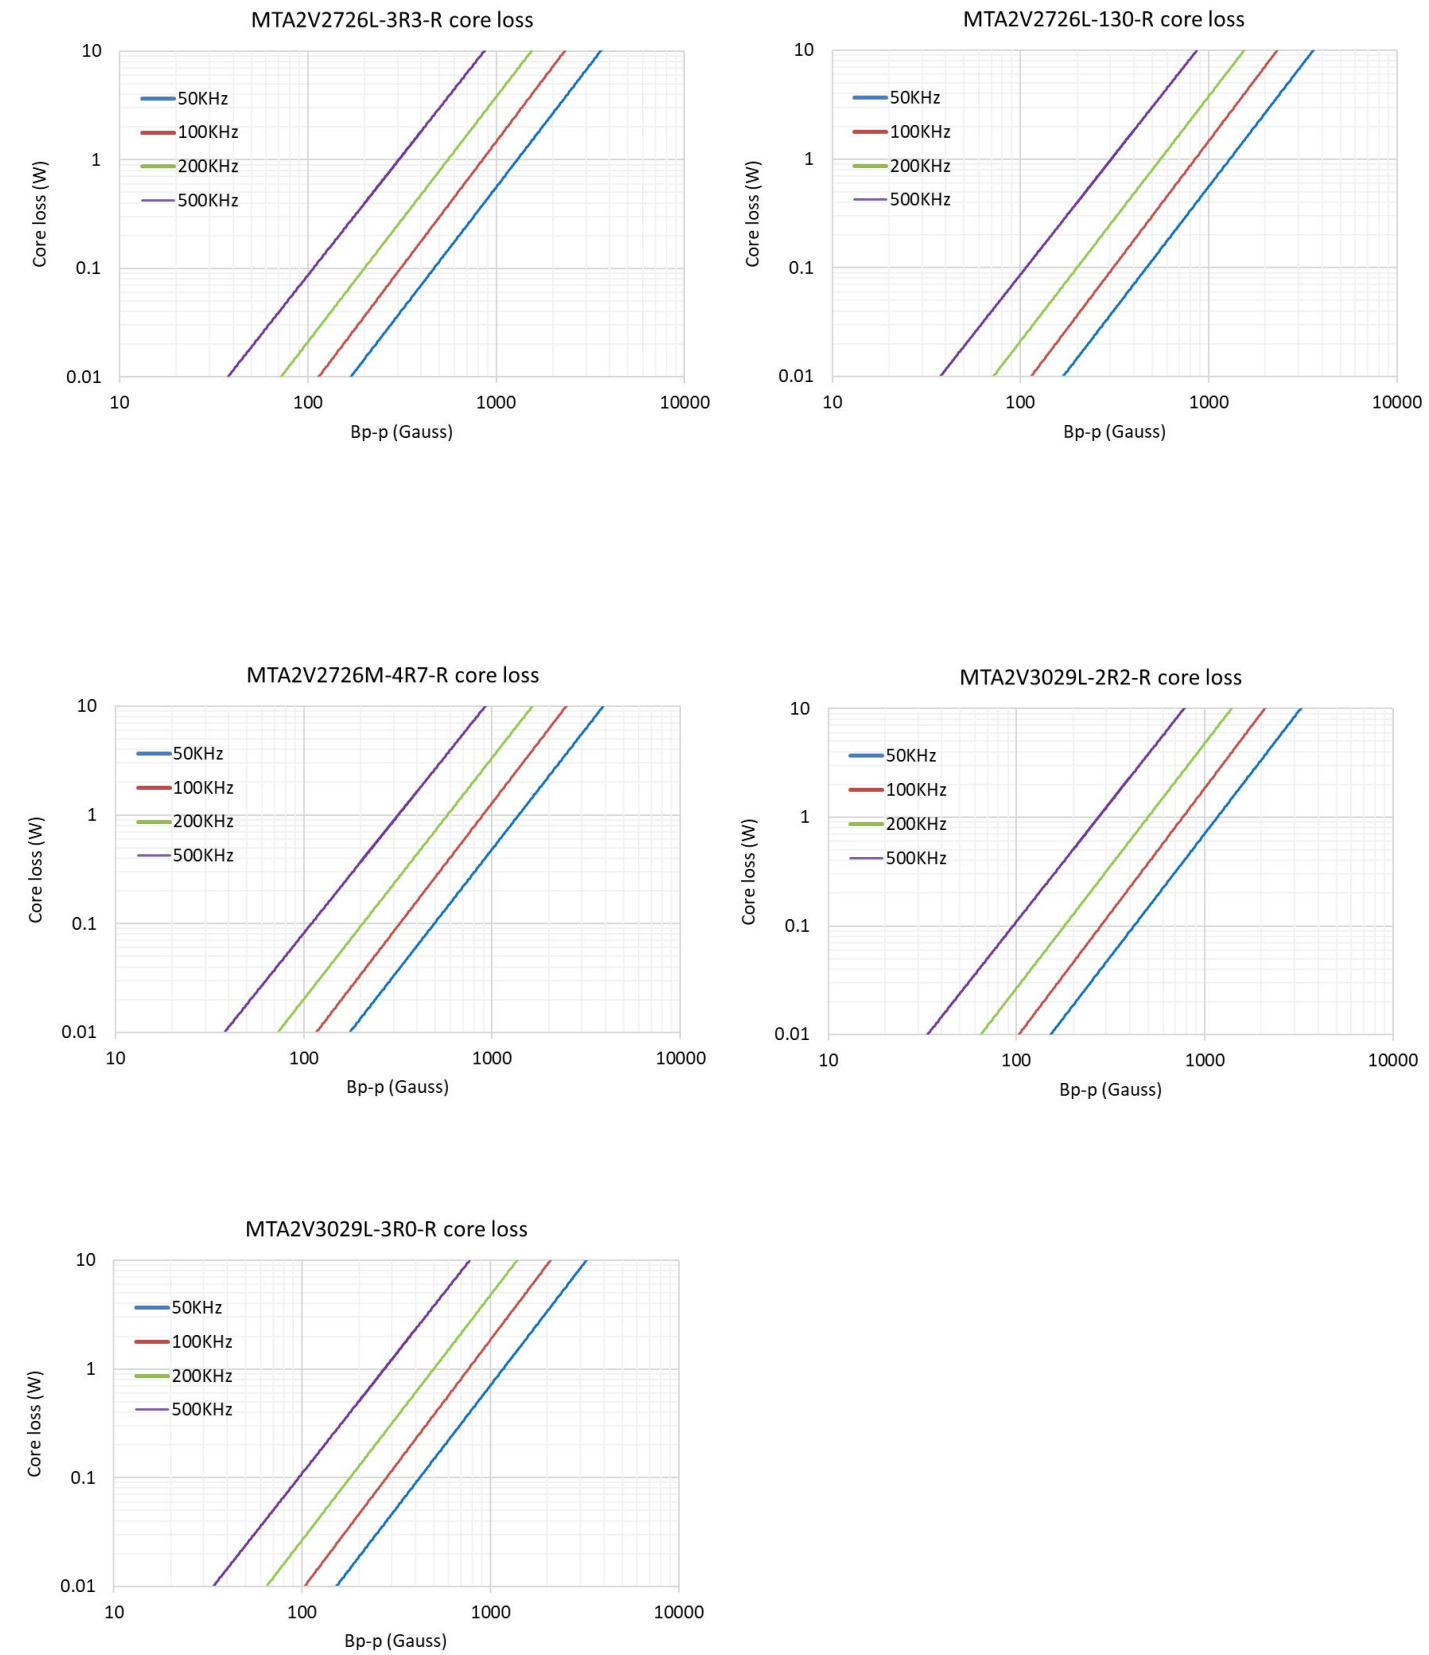 MTA2V2726L-3R3-R core loss
10
1
0.1
0.01
Core loss (W)
50KHz
100KHz
200KHz
500KHz
10 100 1000 10000
Bp-p (Gauss)
MTA2V2726L-130-R core loss
10
1
0.1
0.01
Core loss (W)
50KHz
100KHz
200KHz
500KHz
10 100 1000 10000
Bp-p (Gauss)
MTA2V2726M-4R7-R core loss
10
1
0.1
0.01
Core loss (W)
50KHz
100KHz
200KHz
500KHz
10 100 1000 10000
Bp-p (Gauss)
MTA2V3029L-2R2-R core loss
10
1
0.1
0.01
Core loss (W)
50KHz
100KHz
200KHz
500KHz
10 100 1000 10000
Bp-p (Gauss)
MTA2V3029L-3R0-R core loss
10
1
0.1
0.01
Core loss (W)
50KHz
100KHz
200KHz
500KHz
10 100 1000 10000
Bp-p (Gauss)